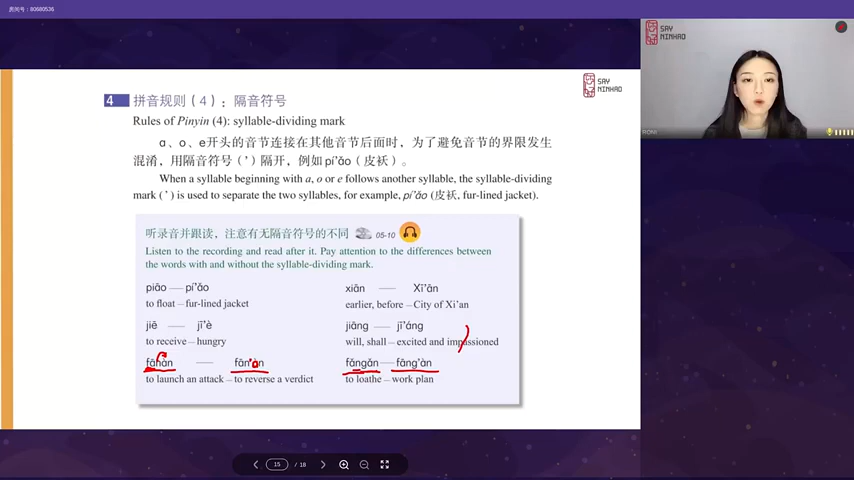 房间号: 80680536
SAY
NINHAO
4 拼音规则（4）：隔音符号
SAY
NINHAO
Rules of Pinyin (4): syllable-dividing mark
ɑ、o、e开头的音节连接在其他音节后面时，为了避免音节的界限发生
混淆，用隔音符号（’）隔开，例如 pí’ǎo（皮袄）。
When a syllable beginning with a, o or e follows another syllable, the syllable-dividing
mark ( ’ ) is used to separate the two syllables, for example, pí’ǎo (皮袄, fur-lined jacket).
听录音并跟读，注意有无隔音符号的不同 05-10
Listen to the recording and read after it. Pay attention to the differences between
the words with and without the syllable-dividing mark.
piāo — pí’ǎo xiān — Xī’ān
to float – fur-lined jacket earlier, before – City of Xi’an
jiē — jī’è jiāng — jī’áng
to receive – hungry will, shall – excited and impassioned
fānàn — fān’àn fǎngǎn — fāng’àn
to launch an attack – to reverse a verdict to loathe – work plan
15 / 18